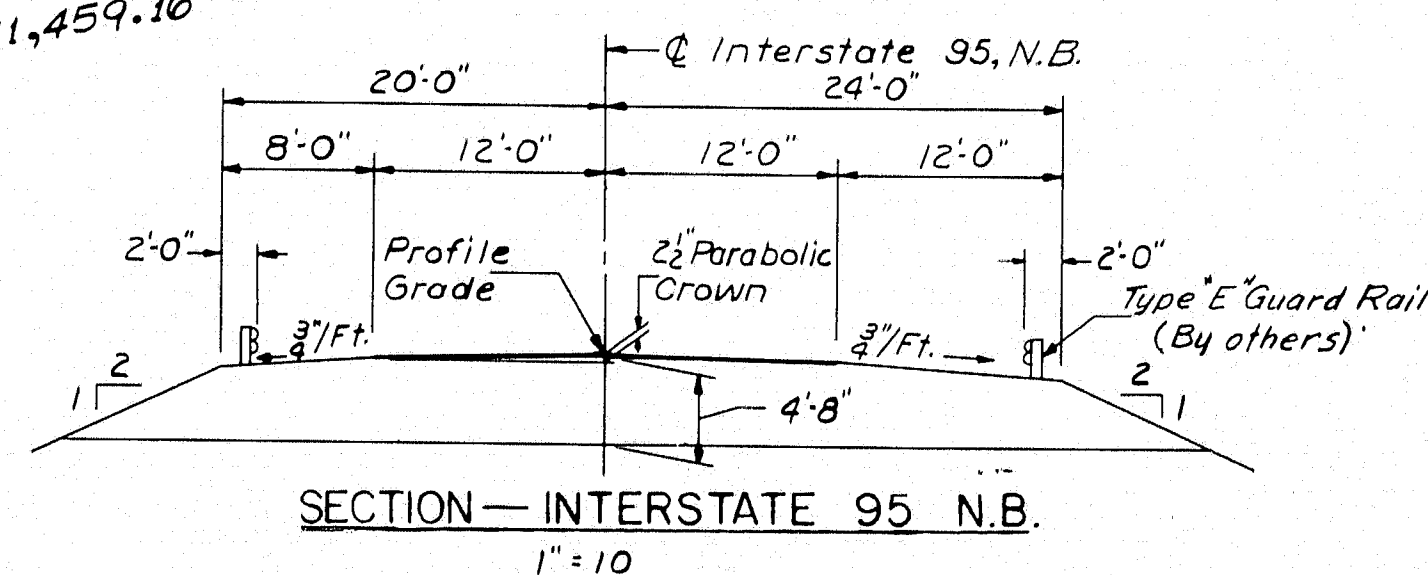 1,459.16
℄ Interstate 95, N.B.
20'-0"
24'-0"
8'-0"
12'-0"
12'-0"
12'-0"
2'-0"
Profile
Grade
2½" Parabolic
Crown
2'-0"
Type "E" Guard Rail
(By others)
¾"/Ft.
¾"/Ft.
2
1
2
1
4'-8"
SECTION — INTERSTATE 95 N.B.
1" = 10